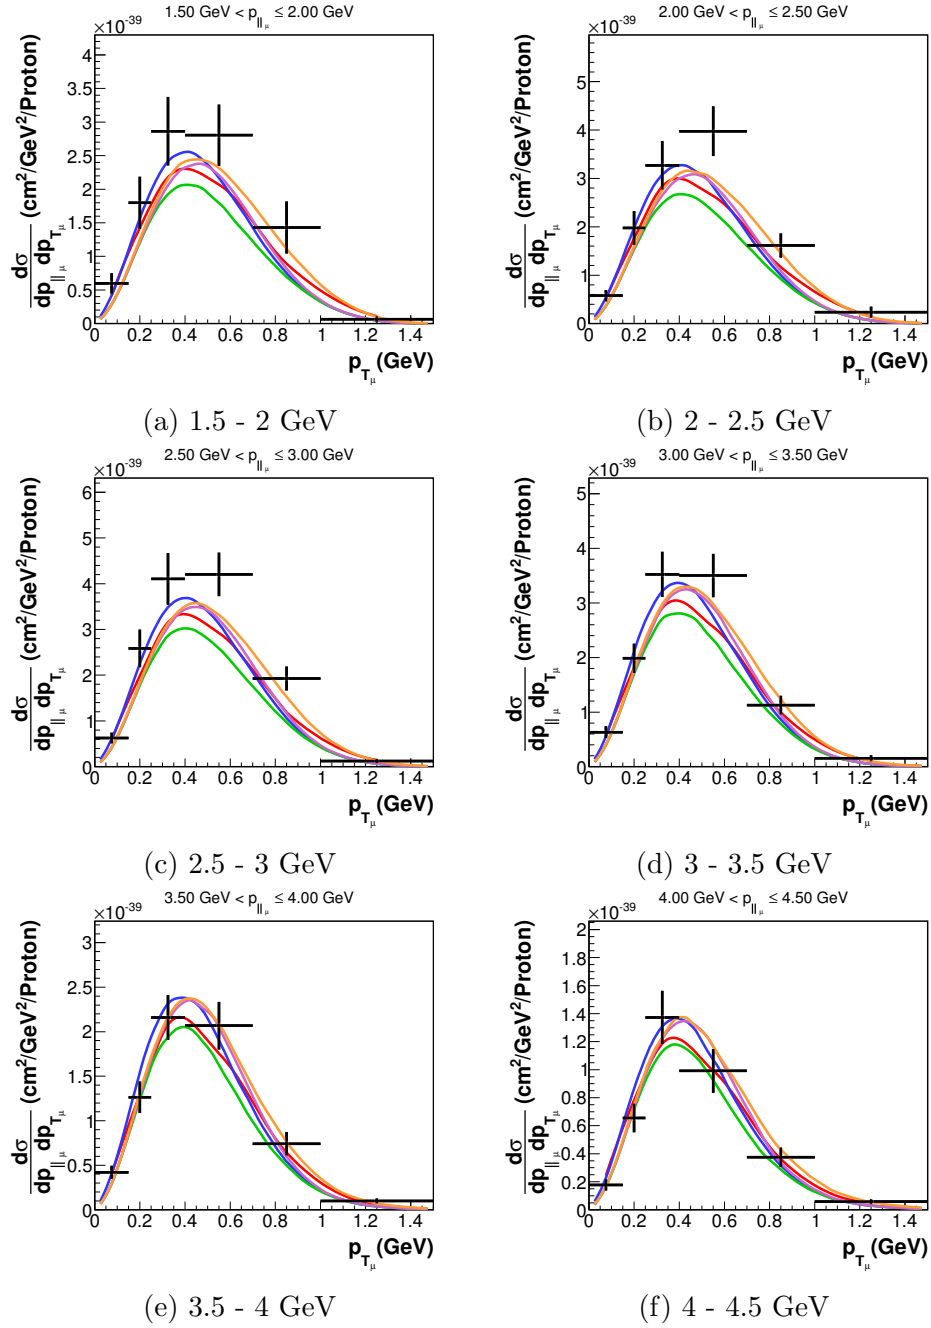 ×10⁻³⁹ 1.50 GeV < p∥μ ≤ 2.00 GeV
dσ/dp∥μ dpTμ (cm²/GeV²/Proton)
4
3.5
3
2.5
2
1.5
1
0.5
0
0 0.2 0.4 0.6 0.8 1 1.2 1.4
pTμ (GeV)
(a) 1.5 - 2 GeV
×10⁻³⁹ 2.00 GeV < p∥μ ≤ 2.50 GeV
dσ/dp∥μ dpTμ (cm²/GeV²/Proton)
5
4
3
2
1
0
0 0.2 0.4 0.6 0.8 1 1.2 1.4
pTμ (GeV)
(b) 2 - 2.5 GeV
×10⁻³⁹ 2.50 GeV < p∥μ ≤ 3.00 GeV
dσ/dp∥μ dpTμ (cm²/GeV²/Proton)
6
5
4
3
2
1
0
0 0.2 0.4 0.6 0.8 1 1.2 1.4
pTμ (GeV)
(c) 2.5 - 3 GeV
×10⁻³⁹ 3.00 GeV < p∥μ ≤ 3.50 GeV
dσ/dp∥μ dpTμ (cm²/GeV²/Proton)
5
4
3
2
1
0
0 0.2 0.4 0.6 0.8 1 1.2 1.4
pTμ (GeV)
(d) 3 - 3.5 GeV
×10⁻³⁹ 3.50 GeV < p∥μ ≤ 4.00 GeV
dσ/dp∥μ dpTμ (cm²/GeV²/Proton)
3
2.5
2
1.5
1
0.5
0
0 0.2 0.4 0.6 0.8 1 1.2 1.4
pTμ (GeV)
(e) 3.5 - 4 GeV
×10⁻³⁹ 4.00 GeV < p∥μ ≤ 4.50 GeV
dσ/dp∥μ dpTμ (cm²/GeV²/Proton)
2
1.8
1.6
1.4
1.2
1
0.8
0.6
0.4
0.2
0
0 0.2 0.4 0.6 0.8 1 1.2 1.4
pTμ (GeV)
(f) 4 - 4.5 GeV